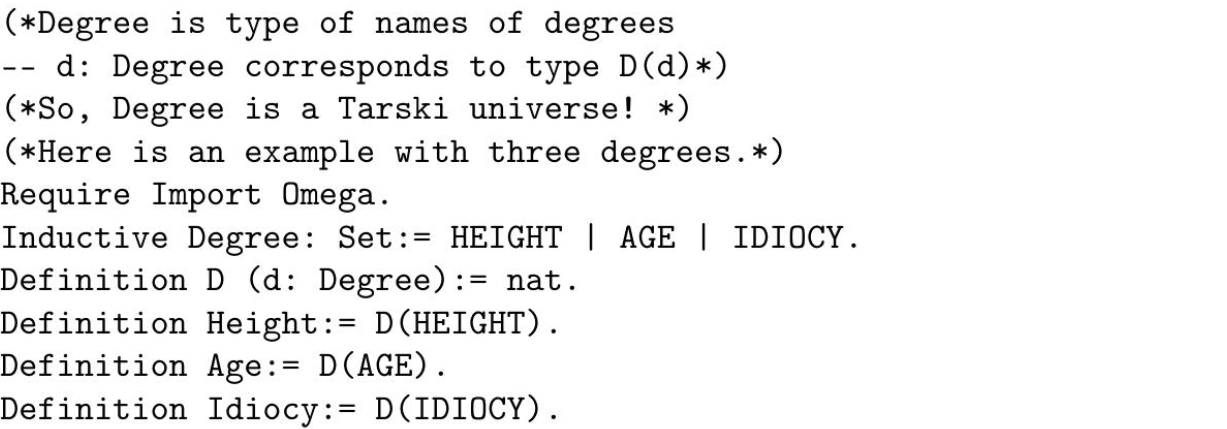 (*Degree is type of names of degrees
-- d: Degree corresponds to type D(d)*)
(*So, Degree is a Tarski universe! *)
(*Here is an example with three degrees.*)
Require Import Omega.
Inductive Degree: Set:= HEIGHT | AGE | IDIOCY.
Definition D (d: Degree):= nat.
Definition Height:= D(HEIGHT).
Definition Age:= D(AGE).
Definition Idiocy:= D(IDIOCY).